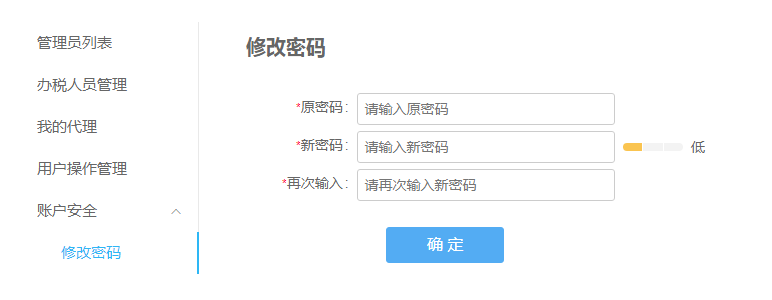 管理员列表
办税人员管理
我的代理
用户操作管理
账户安全
修改密码
修改密码
*原密码： 请输入原密码
*新密码： 请输入新密码 低
*再次输入： 请再次输入新密码
确 定